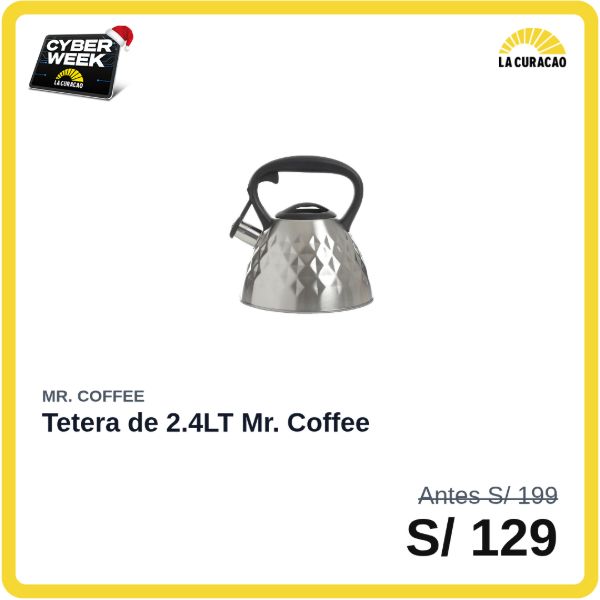 CYBER
WEEK
LA CURACAO
LA CURACAO
MR. COFFEE
Tetera de 2.4LT Mr. Coffee
Antes S/ 199
S/ 129